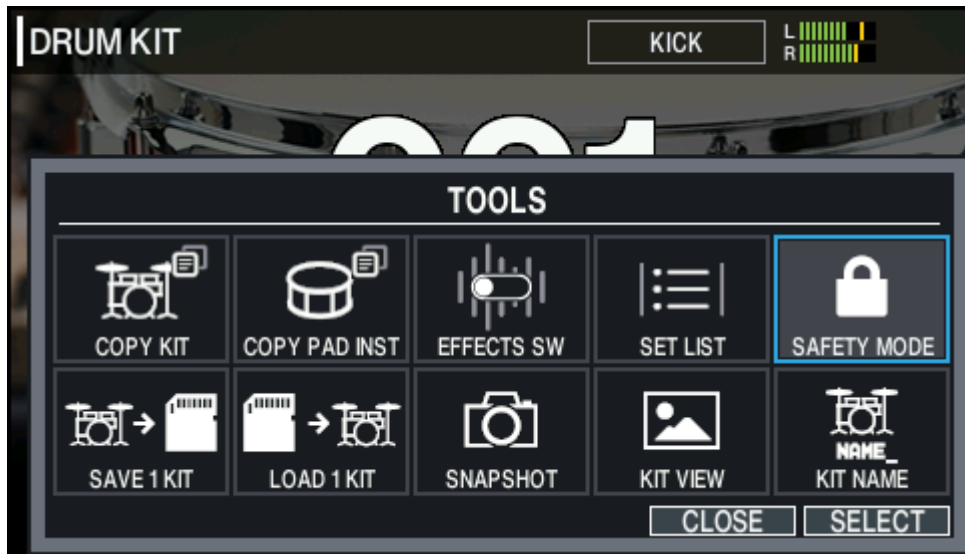 DRUM KIT
KICK
L
R
001
TOOLS
COPY KIT
COPY PAD INST
EFFECTS SW
SET LIST
SAFETY MODE
SAVE 1 KIT
LOAD 1 KIT
SNAPSHOT
KIT VIEW
NAME_
KIT NAME
CLOSE
SELECT